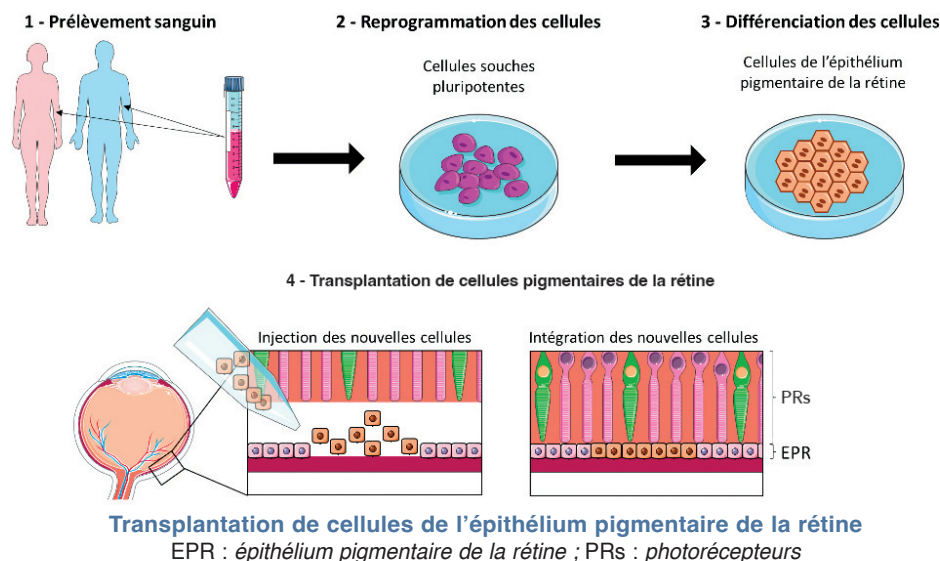 1 - Prélèvement sanguin
2 - Reprogrammation des cellules
3 - Différenciation des cellules
Cellules souches
pluripotentes
Cellules de l'épithélium
pigmentaire de la rétine
4 - Transplantation de cellules pigmentaires de la rétine
Injection des nouvelles cellules
Intégration des nouvelles cellules
PRs
EPR
Transplantation de cellules de l'épithélium pigmentaire de la rétine
EPR : épithélium pigmentaire de la rétine ; PRs : photorécepteurs